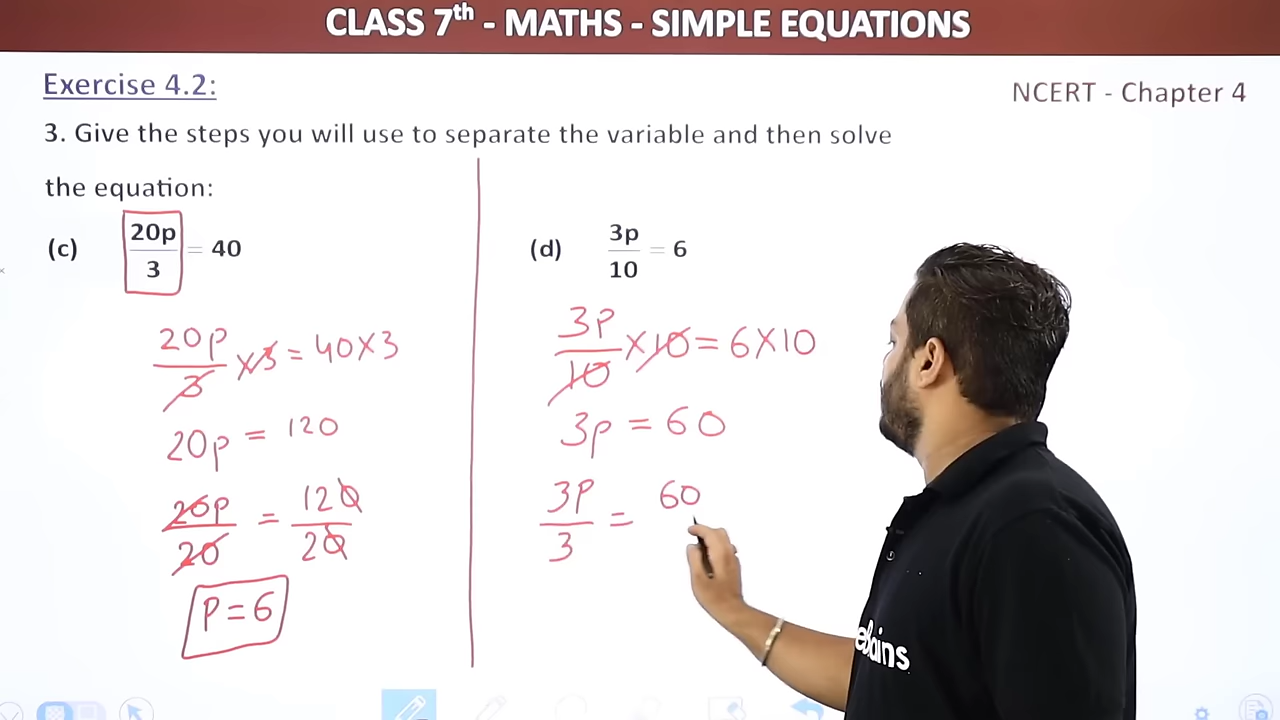 CLASS 7th - MATHS - SIMPLE EQUATIONS
Exercise 4.2:
NCERT - Chapter 4
3. Give the steps you will use to separate the variable and then solve
the equation:
(c) 20p/3 = 40
20p/3 × 3 = 40 × 3
20p = 120
20p/20 = 120/20
P = 6
(d) 3p/10 = 6
3P/10 × 10 = 6 × 10
3p = 60
3P/3 = 60